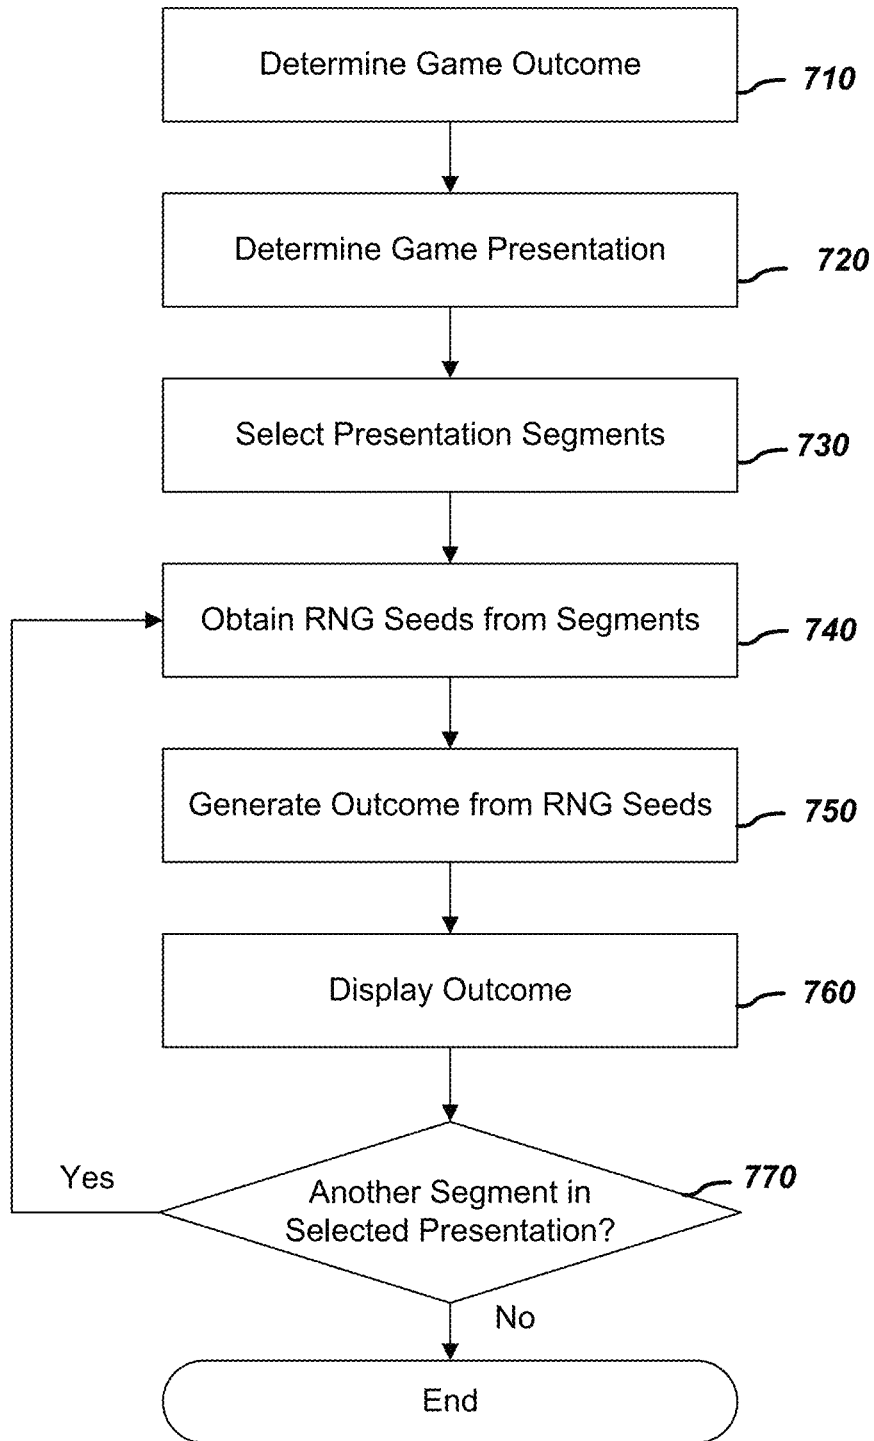 Determine Game Outcome
710
Determine Game Presentation
720
Select Presentation Segments
730
Obtain RNG Seeds from Segments
740
Generate Outcome from RNG Seeds
750
Display Outcome
760
Another Segment in
Selected Presentation?
770
Yes
No
End